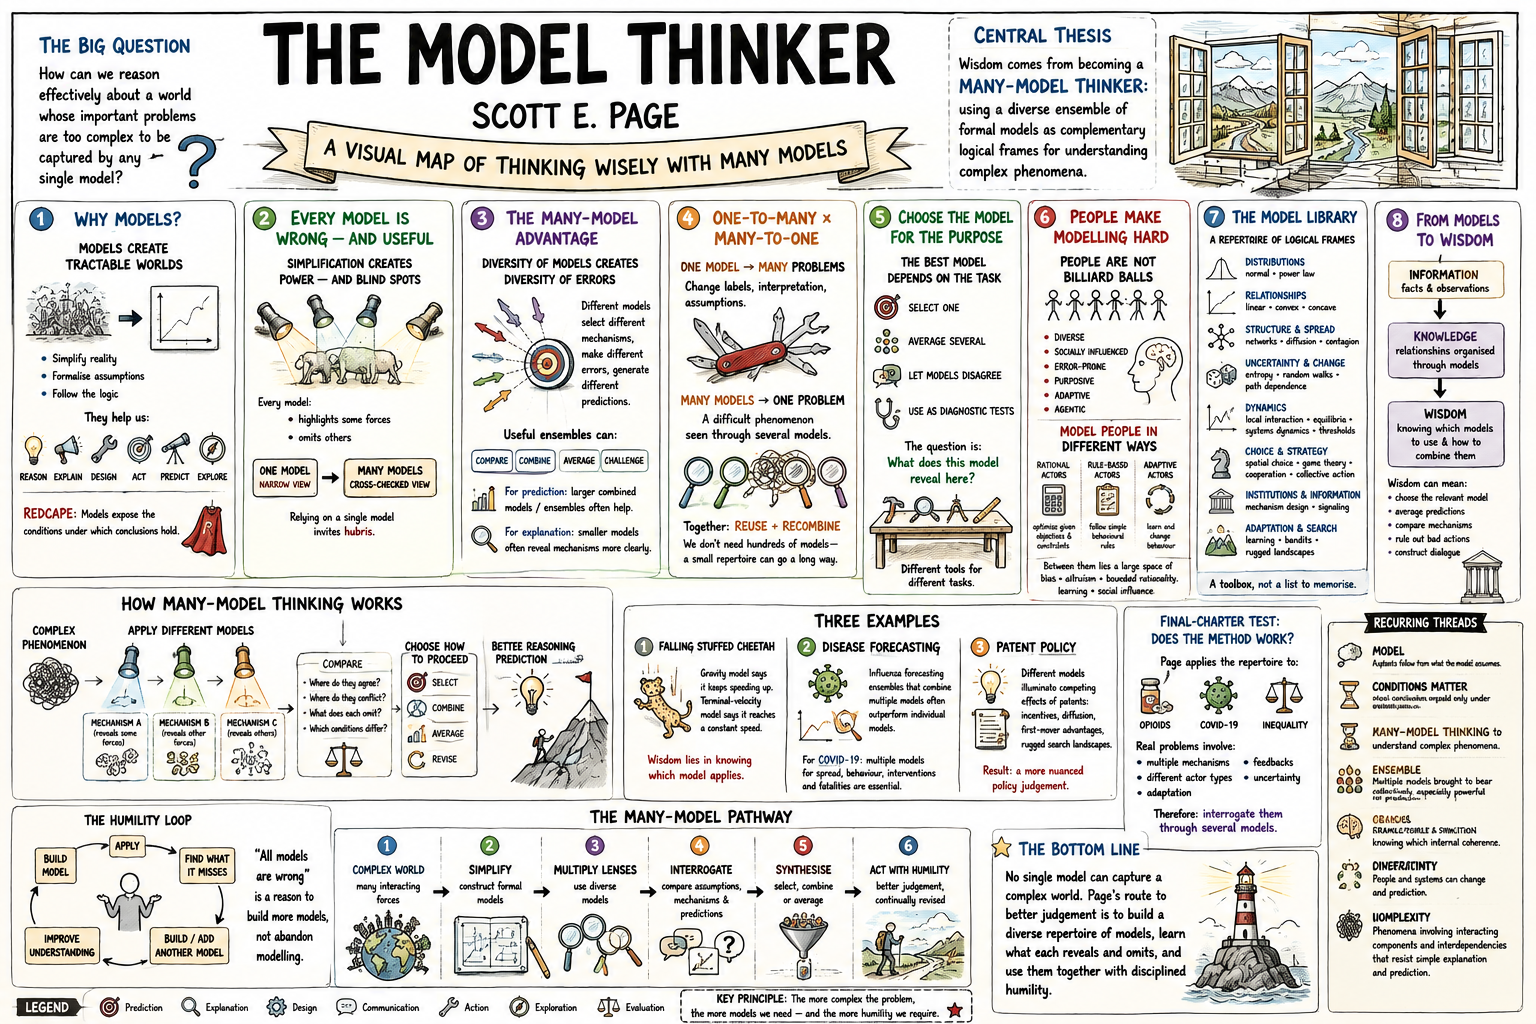 THE BIG QUESTION
How can we reason
effectively about a world
whose important problems
are too complex to be
captured by any
single model?
?
THE MODEL THINKER
SCOTT E. PAGE
A VISUAL MAP OF THINKING WISELY WITH MANY MODELS
CENTRAL THESIS
Wisdom comes from becoming a
MANY-MODEL THINKER:
using a diverse ensemble of
formal models as complementary
logical frames for understanding
complex phenomena.
1 WHY MODELS?
MODELS CREATE
TRACTABLE WORLDS
• Simplify reality
• Formalise assumptions
• Follow the logic
They help us:
REASON EXPLAIN DESIGN ACT PREDICT EXPLORE
REDCAPE: Models expose the
conditions under which conclusions hold.
R
2 EVERY MODEL IS
WRONG — AND USEFUL
SIMPLIFICATION CREATES
POWER — AND BLIND SPOTS
Every model:
• highlights some forces
• omits others
ONE MODEL
NARROW VIEW
MANY MODELS
CROSS-CHECKED VIEW
Relying on a single model
invites hubris.
3 THE MANY-MODEL
ADVANTAGE
DIVERSITY OF MODELS CREATES
DIVERSITY OF ERRORS
Different models
select different
mechanisms,
make different
errors, generate
different
predictions.
Useful ensembles can:
COMPARE COMBINE AVERAGE CHALLENGE
For prediction: larger combined
models / ensembles often help.
For explanation: smaller models
often reveal mechanisms more clearly.
4 ONE-TO-MANY ×
MANY-TO-ONE
ONE MODEL → MANY PROBLEMS
Change labels, interpretation,
assumptions.
MANY MODELS → ONE PROBLEM
A difficult phenomenon
seen through several models.
Together: REUSE + RECOMBINE
We don't need hundreds of models—
a small repertoire can go a long way.
5 CHOOSE THE MODEL
FOR THE PURPOSE
THE BEST MODEL
DEPENDS ON THE TASK
SELECT ONE
AVERAGE SEVERAL
LET MODELS DISAGREE
USE AS DIAGNOSTIC TESTS
The question is:
What does this model
reveal here?
Different tools for
different tasks.
6 PEOPLE MAKE
MODELLING HARD
PEOPLE ARE NOT
BILLIARD BALLS
• DIVERSE
• SOCIALLY INFLUENCED
• ERROR-PRONE
• PURPOSIVE
• ADAPTIVE
• AGENTIC
MODEL PEOPLE IN
DIFFERENT WAYS
RATIONAL
ACTORS
optimise given
objectives &
constraints
RULE-BASSD
ACTORS
follow simple
behavioural
rules
ADAPTIVE
ACTORS
learn and
change
behaviour
Between them lies a large space of
bias • altruism • bounded rationality,
learning • social influence.
7 THE MODEL LIBRARY
A REPERTOIRE OF LOGICAL FRAMES
DISTRIBUTIONS
normal • power law
RELATIONSHIPS
linear • convex • concave
STRUCTURE & SPREAD
networks • diffusion • contagion
UNCERTAINTY & CHANGE
entropy • random walks •
path dependence
DYNAMICS
local interaction • equilibria •
systems dynamics • thresholds
CHOICE & STRATEGY
spatial choice • game theory •
cooperation • collective action
INSTITUTIONS & INFORMATION
mechanism design • signaling
ADAPTATION & SEARCH
learning • bandits •
rugged landscapes
A toolbox, not a list to memorise.
8 FROM MODELS
TO WISDOM
INFORMATION
facts & observations
KNOWLEDGE
relationships organised
through models
WISDOM
knowing which models
to use & how to
combine them
Wisdom can mean:
• choose the relevant model
• average predictions
• compare mechanisms
• rule out bad actions
• construct dialogue
HOW MANY-MODEL THINKING WORKS
COMPLEX
PHENOMENON
APPLY DIFFERENT MODELS
MECHANISM A
(reveals some
forces)
MECHANISM B
(reveals other
forces)
MECHANISM C
(reveals others)
COMPARE
• Where do they agree?
• Where do they conflict?
• What does each omit?
• Which conditions differ?
CHOOSE HOW
TO PROCEED
SELECT
COMBINE
AVERAGE
REVISE
BETTER REASONING
PREDICTION
THREE EXAMPLES
1 FALLING STUFFED CHEETAH
Gravity model says
it keeps speeding up.
Terminal-velocity
model says it reaches
a constant speed.
Wisdom lies in knowing
which model applies.
2 DISEASE FORECASTING
Influenza forecasting
ensembles that combine
multiple models often
outperform individual
models.
For COVID-19: multiple models
for spread, behaviour, interventions
and fatalities are essential.
3 PATENT POLICY
Different models
illuminate competing
effects of patents:
incentives, diffusion,
first-mover advantages,
rugged search landscapes.
Result: a more nuanced
policy judgement.
FINAL-CHARTER TEST:
DOES THE METHOD WORK?
Page applies the repertoire to:
OPIOIDS COVID-19 INEQUALITY
Real problems involve:
• multiple mechanisms
• different actor types
• adaptation
• feedbacks
• uncertainty
Therefore: interrogate them
through several models.
RECURRING THREADS
MODEL
CONDITIONS MATTER
MANY-MODEL THINKING to
understand complex phenomena.
ENSEMBLE
Multiple models brought to bear
collectively, especially powerful
knowing which internal coherence.
People and systems can change
and prediction.
Phenomena involving interacting
components and interdependencies
that resist simple explanation
and prediction.
THE HUMILITY LOOP
BUILD
MODEL
APPLY
FIND WHAT
IT MISSES
BUILD / ADD
ANOTHER MODEL
IMPROVE
UNDERSTANDING
"All models
are wrong"
is a reason to
build more models,
not abandon
modelling.
THE MANY-MODEL PATHWAY
1
COMPLEX WORLD
many interacting
forces
2
SIMPLIFY
construct formal
models
3
MULTIPLY LENSES
use diverse
models
4
INTERROGATE
compare assumptions,
mechanisms &
predictions
?
5
SYNTHESISE
select, combine
or average
6
ACT WITH HUMILITY
better judgement,
continually revised
THE BOTTOM LINE
No single model can capture a
complex world. Page's route to
better judgement is to build a
diverse repertoire of models, learn
what each reveals and omits, and
use them together with disciplined
humility.
LEGEND
Prediction
Explanation
Design
Communication
Action
Exploration
Evaluation
KEY PRINCIPLE: The more complex the problem,
the more models we need — and the more humility we require.